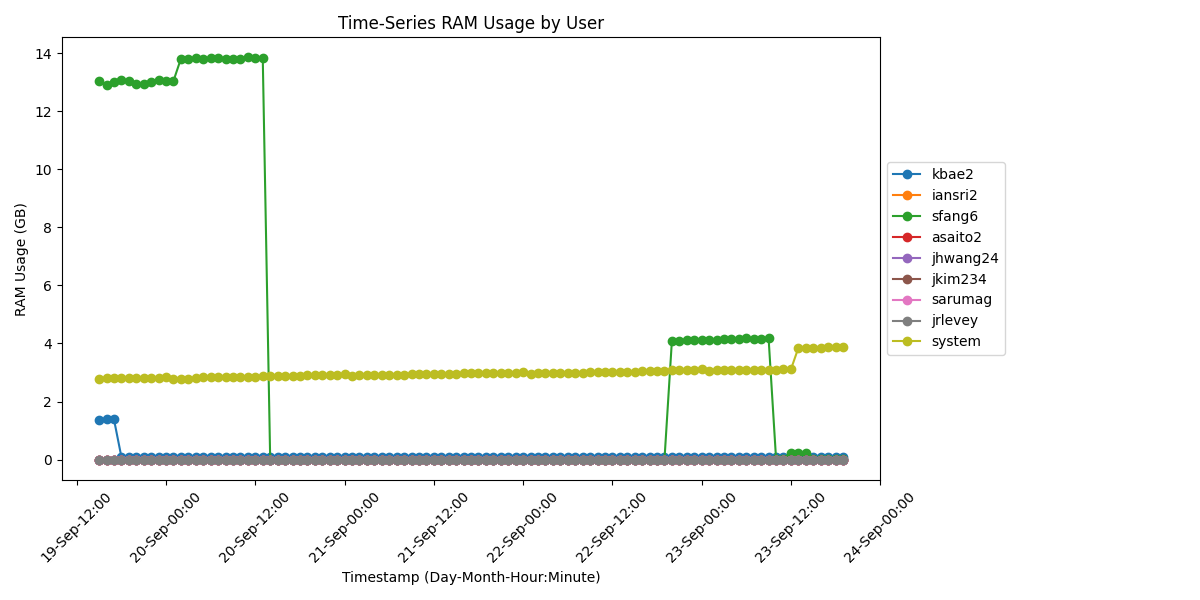 Time-Series RAM Usage by User
RAM Usage (GB)
14
12
10
8
6
4
2
0
19-Sep-12:00
20-Sep-00:00
20-Sep-12:00
21-Sep-00:00
21-Sep-12:00
22-Sep-00:00
22-Sep-12:00
23-Sep-00:00
23-Sep-12:00
24-Sep-00:00
Timestamp (Day-Month-Hour:Minute)
kbae2
iansri2
sfang6
asaito2
jhwang24
jkim234
sarumag
jrlevey
system